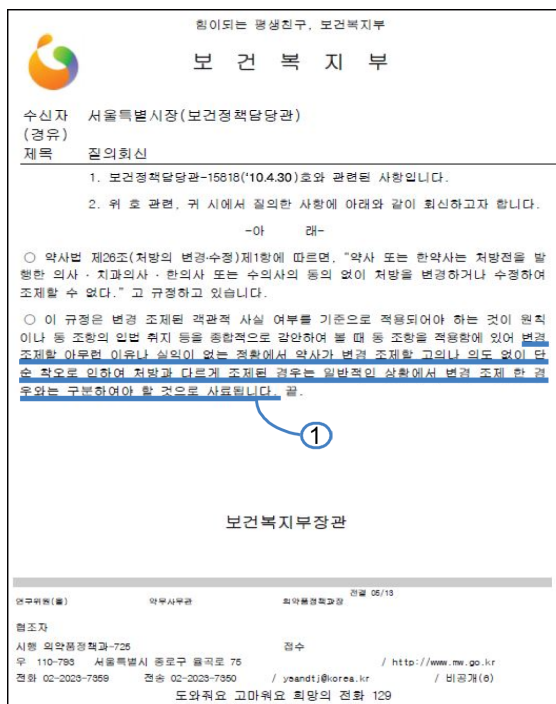 힘이되는 평생친구, 보건복지부
보 건 복 지 부
수신자 서울특별시장(보건정책담당관)
(경유)
제목 질의회신
1. 보건정책담당관-15818('10.4.30)호와 관련된 사항입니다.
2. 위 호 관련, 귀 시에서 질의한 사항에 아래와 같이 회신하고자 합니다.
-아 래-
○ 약사법 제26조(처방의 변경·수정)제1항에 따르면, "약사 또는 한약사는 처방전을 발
행한 의사 · 치과의사 · 한의사 또는 수의사의 동의 없이 처방을 변경하거나 수정하여
조제할 수 없다." 고 규정하고 있습니다.
○ 이 규정은 변경 조제된 객관적 사실 여부를 기준으로 적용되어야 하는 것이 원칙
이나 동 조항의 입법 취지 등을 종합적으로 감안하여 볼 때 동 조항을 적용함에 있어 변경
조제할 아무런 이유나 실익이 없는 정황에서 약사가 변경 조제할 고의나 의도 없이 단
순 착오로 인하여 처방과 다르게 조제된 경우는 일반적인 상황에서 변경 조제 한 경
우와는 구분하여야 할 것으로 사료됩니다. 끝.
1
보건복지부장관
연구위원(률) 약무사무관 의약품정책과장 전결 05/13
협조자
시행 의약품정책과-725 접수
우 110-793 서울특별시 종로구 율곡로 75 / http://www.mw.go.kr
전화 02-2023-7359 전송 02-2023-7350 / ysandtj@korea.kr / 비공개(6)
도와줘요 고마워요 희망의 전화 129